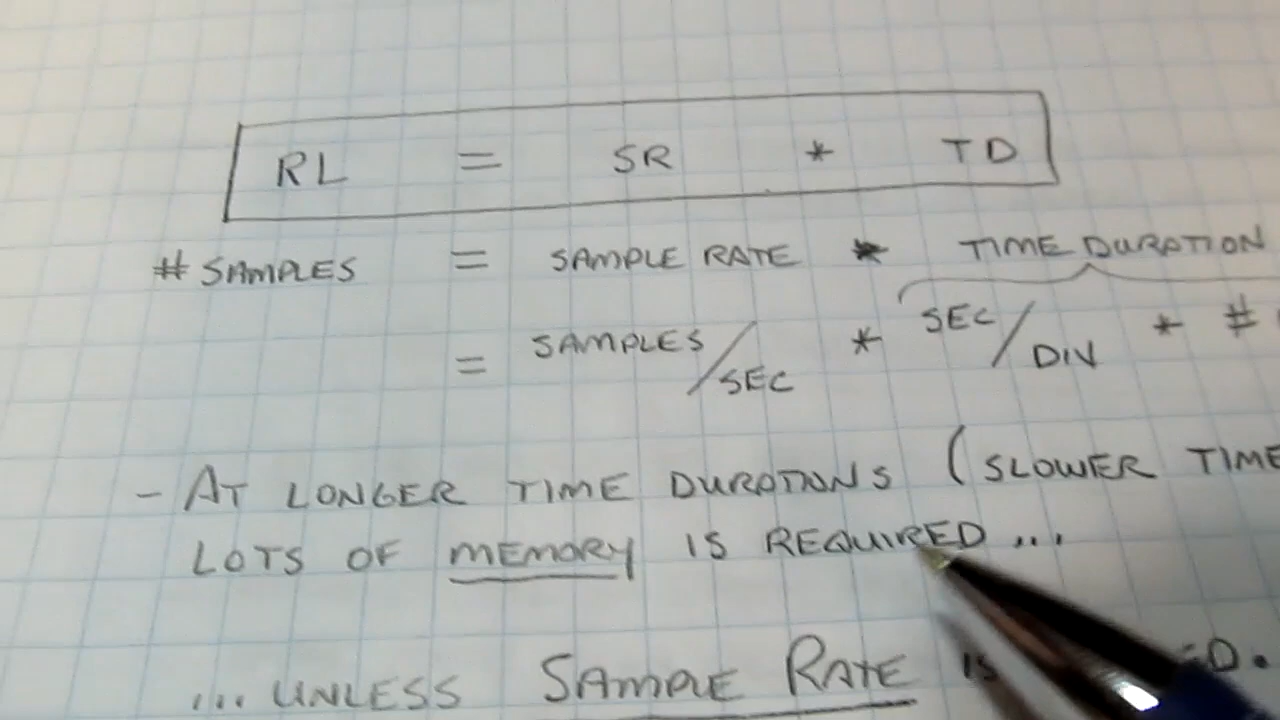 RL = SR * TD
# SAMPLES = SAMPLE RATE * TIME DURATION
= SAMPLES/SEC * SEC/DIV * #
- AT LONGER TIME DURATIONS (SLOWER TIME
LOTS OF MEMORY IS REQUIRED ...
... UNLESS SAMPLE RATE IS